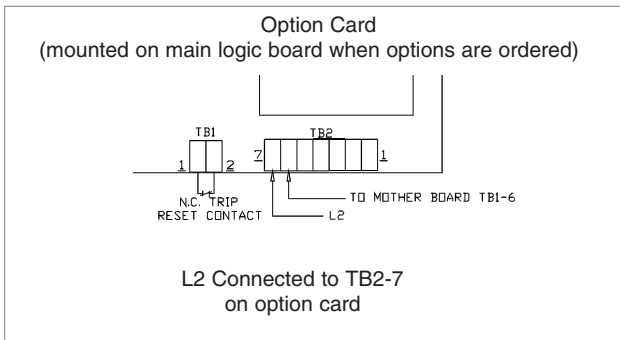 Option Card
(mounted on main logic board when options are ordered)
TB1
TB2
1
2
7
1
N.C. TRIP
RESET CONTACT
TO MOTHER BOARD TB1-6
L2
L2 Connected to TB2-7
on option card